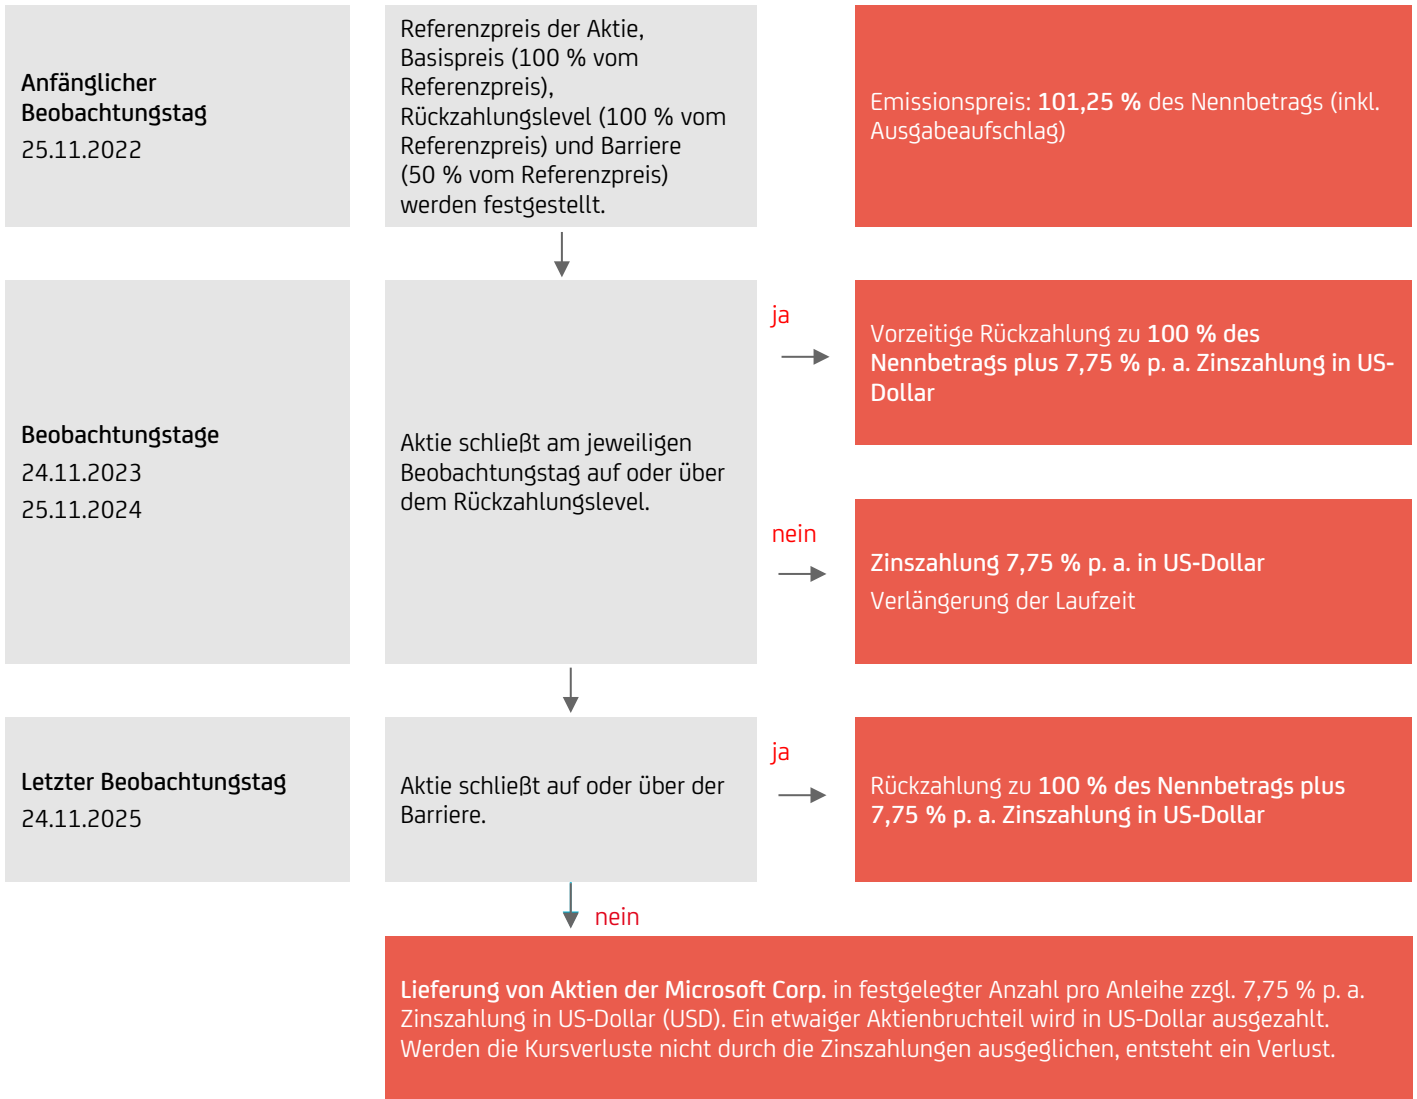 Anfänglicher
Beobachtungstag
25.11.2022
Referenzpreis der Aktie,
Basispreis (100 % vom
Referenzpreis),
Rückzahlungslevel (100 % vom
Referenzpreis) und Barriere
(50 % vom Referenzpreis)
werden festgestellt.
Emissionspreis: 101,25 % des Nennbetrags (inkl.
Ausgabeaufschlag)
Beobachtungstage
24.11.2023
25.11.2024
Aktie schließt am jeweiligen
Beobachtungstag auf oder über
dem Rückzahlungslevel.
ja
Vorzeitige Rückzahlung zu 100 % des
Nennbetrags plus 7,75 % p. a. Zinszahlung in US-
Dollar
nein
Zinszahlung 7,75 % p. a. in US-Dollar
Verlängerung der Laufzeit
Letzter Beobachtungstag
24.11.2025
Aktie schließt auf oder über der
Barriere.
ja
Rückzahlung zu 100 % des Nennbetrags plus
7,75 % p. a. Zinszahlung in US-Dollar
nein
Lieferung von Aktien der Microsoft Corp. in festgelegter Anzahl pro Anleihe zzgl. 7,75 % p. a.
Zinszahlung in US-Dollar (USD). Ein etwaiger Aktienbruchteil wird in US-Dollar ausgezahlt.
Werden die Kursverluste nicht durch die Zinszahlungen ausgeglichen, entsteht ein Verlust.